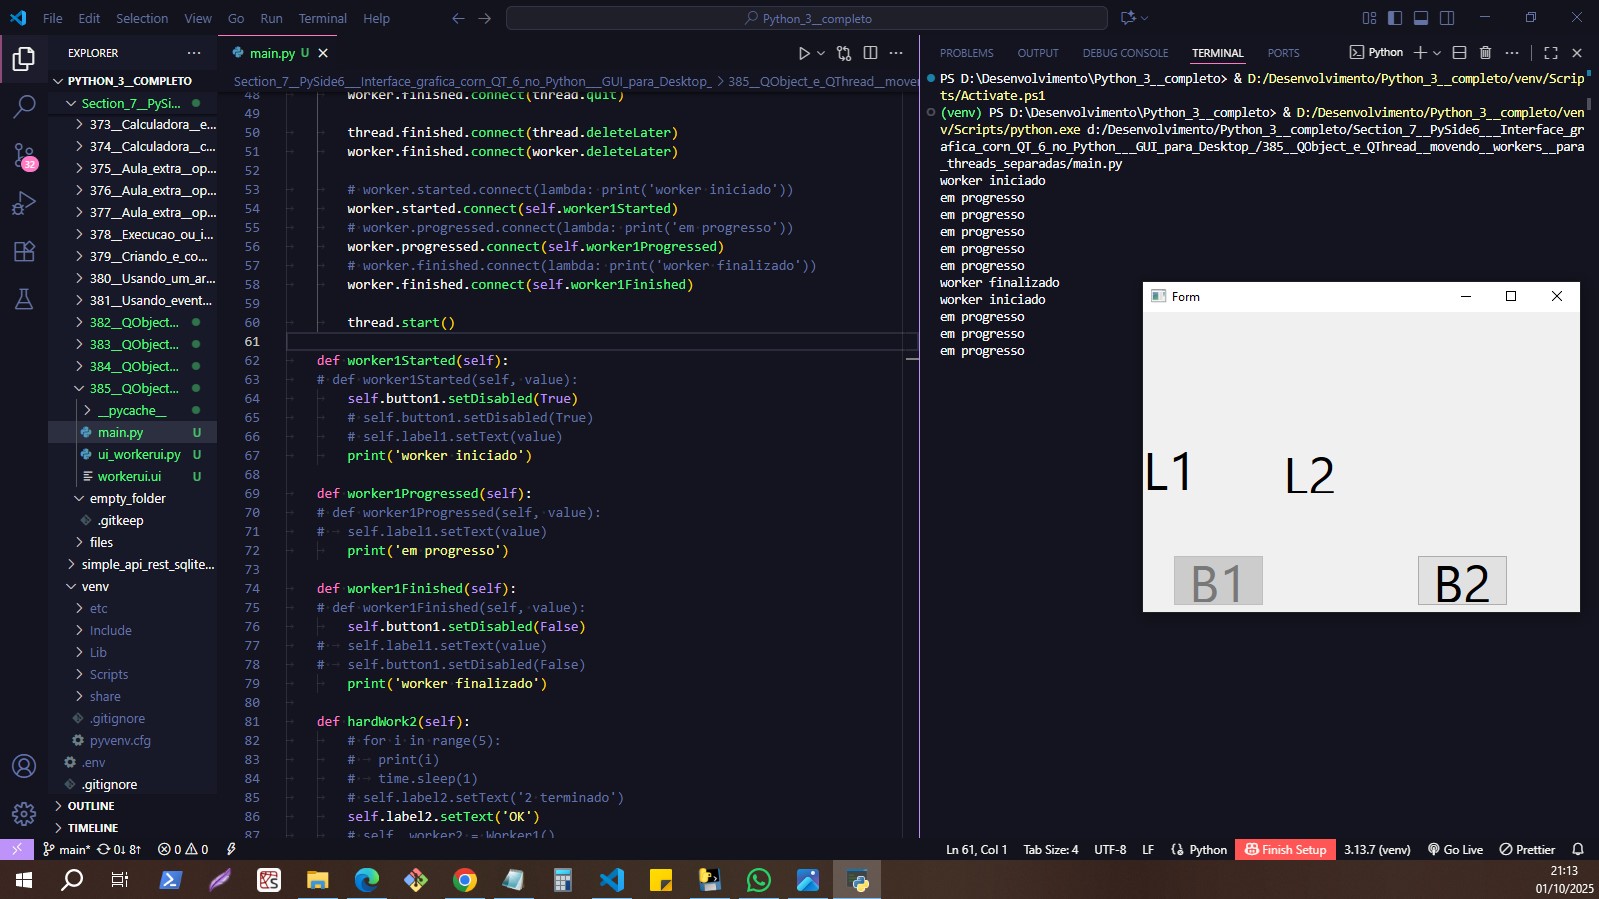 File Edit Selection View Go Run Terminal Help
Python_3__completo
EXPLORER
PYTHON_3__COMPLETO
Section_7__PySi...
373__Calculadora__e...
374__Calculadora__c...
375__Aula_extra__op...
376__Aula_extra__op...
377__Aula_extra__op...
378__Execucao_ou_i...
379__Criando_e_co...
380__Usando_um_ar...
381__Usando_event...
382__QObject...
383__QObject...
384__QObject...
385__QObject...
__pycache__
main.py U
ui_workerui.py U
workerui.ui U
empty_folder
.gitkeep
files
simple_api_rest_sqlite...
venv
etc
Include
Lib
Scripts
share
.gitignore
pyvenv.cfg
.env
.gitignore
OUTLINE
TIMELINE
32
main.py U
Section_7__PySide6___Interface_grafica_corn_QT_6_no_Python___GUI_para_Desktop_ > 385__QObject_e_QThread__mover
48 worker.finished.connect(thread.quit)
49
50 thread.finished.connect(thread.deleteLater)
51 worker.finished.connect(worker.deleteLater)
52
53 # worker.started.connect(lambda: print('worker iniciado'))
54 worker.started.connect(self.worker1Started)
55 # worker.progressed.connect(lambda: print('em progresso'))
56 worker.progressed.connect(self.worker1Progressed)
57 # worker.finished.connect(lambda: print('worker finalizado'))
58 worker.finished.connect(self.worker1Finished)
59
60 thread.start()
61
62 def worker1Started(self):
63 # def worker1Started(self, value):
64 self.button1.setDisabled(True)
65 # self.button1.setDisabled(True)
66 # self.label1.setText(value)
67 print('worker iniciado')
68
69 def worker1Progressed(self):
70 # def worker1Progressed(self, value):
71 # self.label1.setText(value)
72 print('em progresso')
73
74 def worker1Finished(self):
75 # def worker1Finished(self, value):
76 self.button1.setDisabled(False)
77 # self.label1.setText(value)
78 # self.button1.setDisabled(False)
79 print('worker finalizado')
80
81 def hardWork2(self):
82 # for i in range(5):
83 # print(i)
84 # time.sleep(1)
85 # self.label2.setText('2 terminado')
86 self.label2.setText('OK')
87 # self._worker2 = Worker1()
PROBLEMS OUTPUT DEBUG CONSOLE TERMINAL PORTS
Python
PS D:\Desenvolvimento\Python_3__completo> & D:/Desenvolvimento/Python_3__completo/venv/Scrip
ts/Activate.ps1
(venv) PS D:\Desenvolvimento\Python_3__completo> & D:/Desenvolvimento/Python_3__completo/ven
v/Scripts/python.exe d:/Desenvolvimento/Python_3__completo/Section_7__PySide6___Interface_gr
afica_corn_QT_6_no_Python___GUI_para_Desktop_/385__QObject_e_QThread__movendo__workers__para
_threads_separadas/main.py
worker iniciado
em progresso
em progresso
em progresso
em progresso
em progresso
worker finalizado
worker iniciado
em progresso
em progresso
em progresso
Form
L1
L2
B1
B2
main* 0↓ 8↑ 0 0
Ln 61, Col 1 Tab Size: 4 UTF-8 LF Python Finish Setup 3.13.7 (venv) Go Live Prettier
21:13
01/10/2025